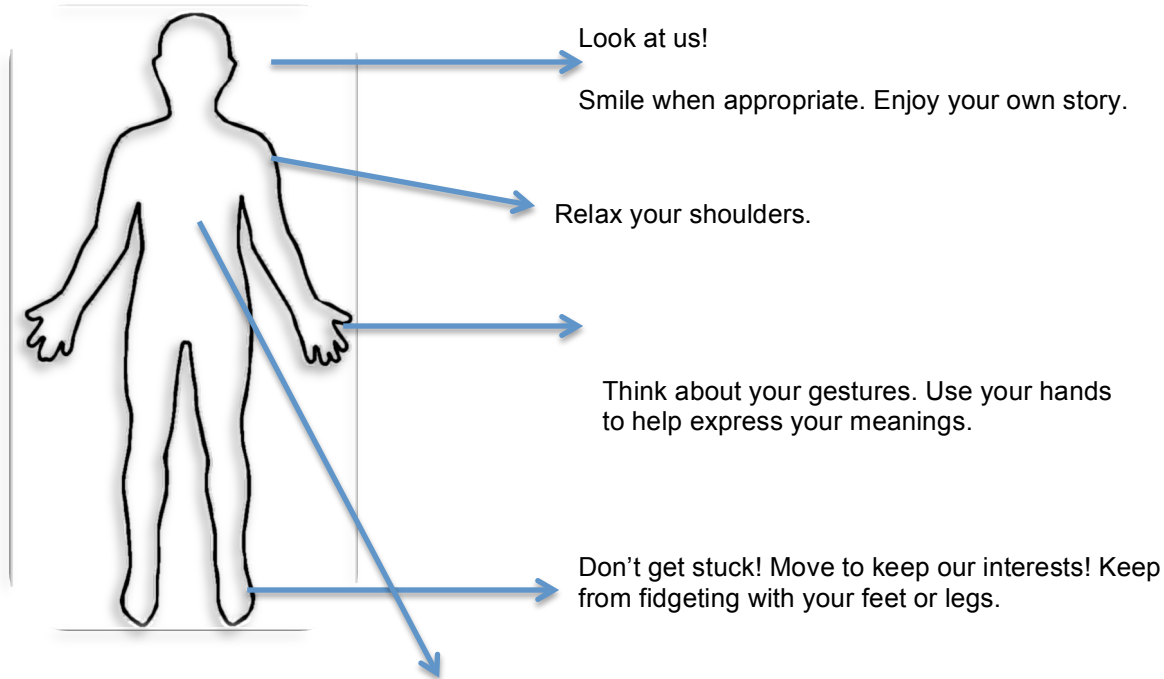 Look at us!
Smile when appropriate. Enjoy your own story.
Relax your shoulders.
Think about your gestures. Use your hands
to help express your meanings.
Don’t get stuck! Move to keep our interests! Keep
from fidgeting with your feet or legs.